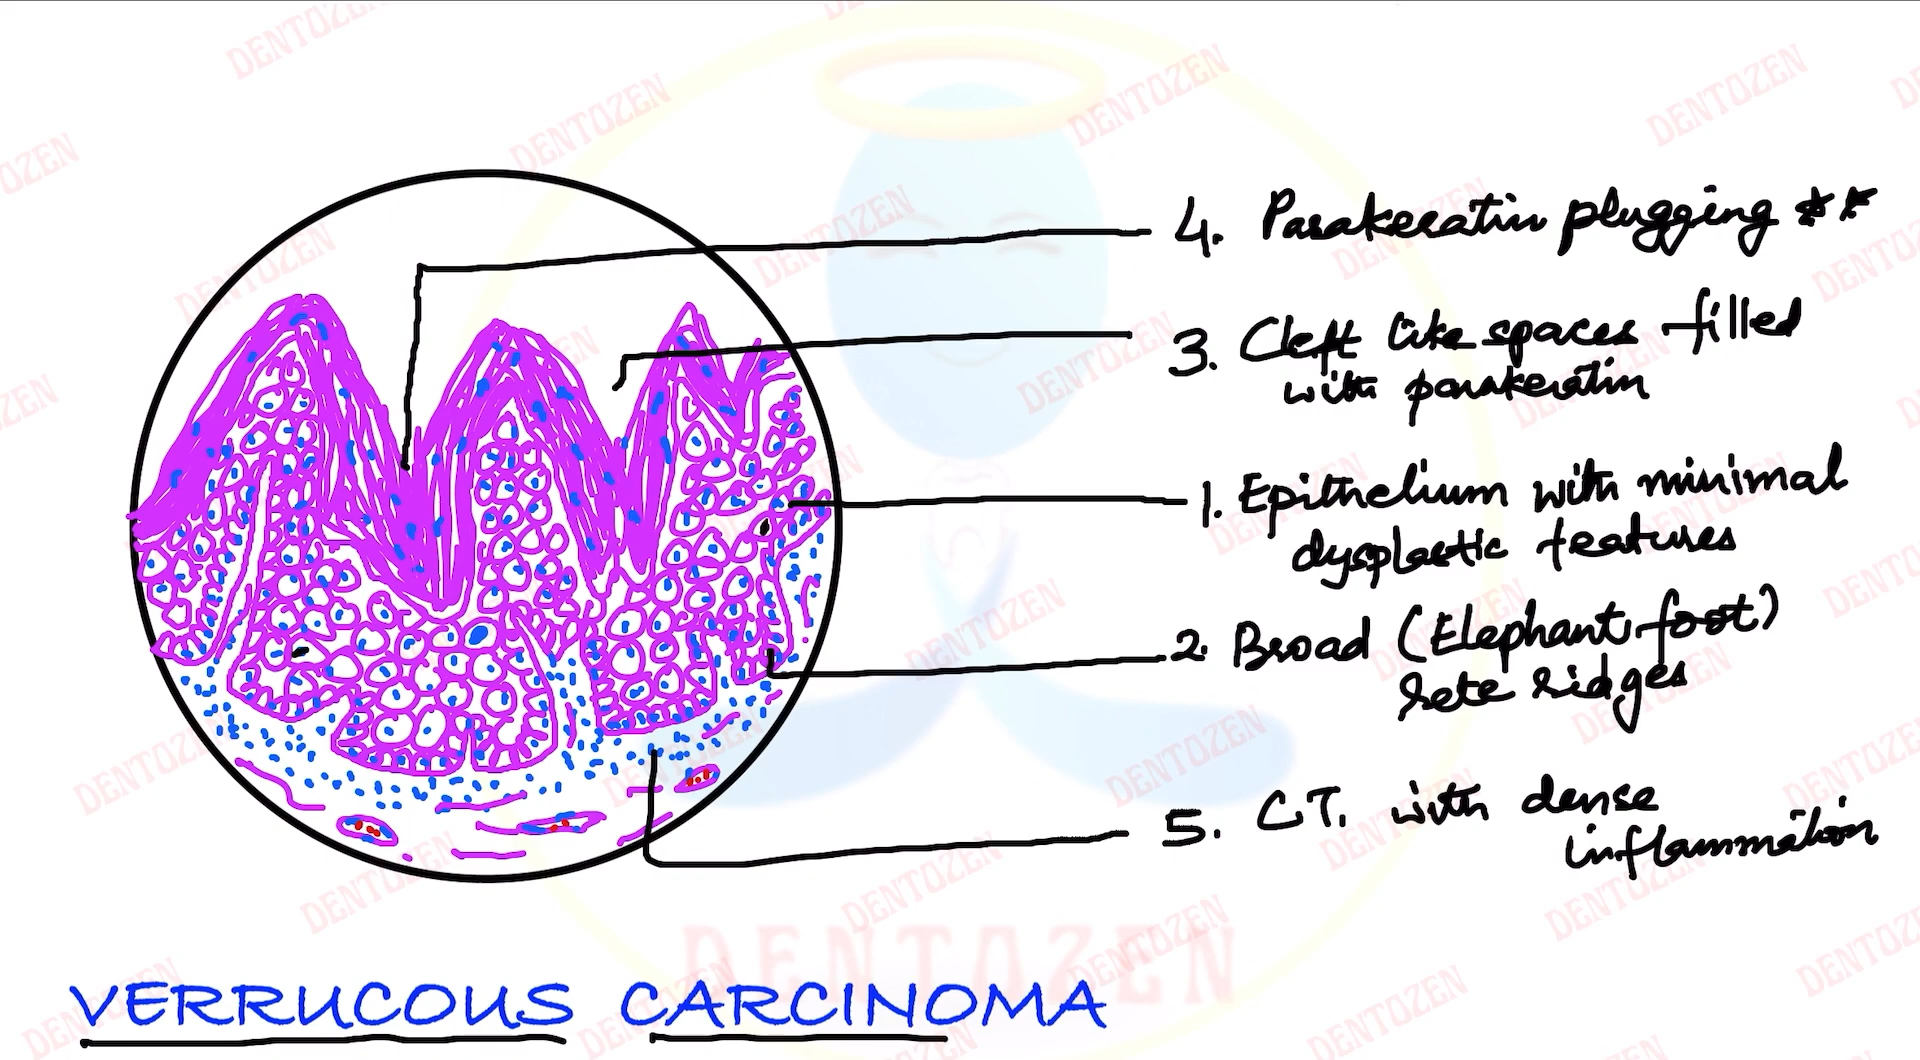 4. Parakeratin plugging **
3. Cleft like spaces filled
with parakeratin
1. Epithelium with minimal
dysplastic features
2. Broad (Elephant foot)
rete ridges
5. C.T. with dense
inflammation
DENTOZEN
VERRUCOUS CARCINOMA